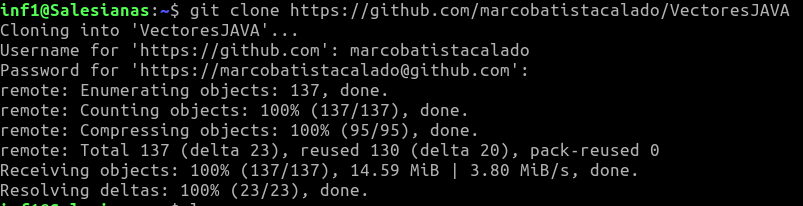 inf1@Salesianas:~$ git clone https://github.com/marcobatistacalado/VectoresJAVA
Cloning into 'VectoresJAVA'...
Username for 'https://github.com': marcobatistacalado
Password for 'https://marcobatistacalado@github.com':
remote: Enumerating objects: 137, done.
remote: Counting objects: 100% (137/137), done.
remote: Compressing objects: 100% (95/95), done.
remote: Total 137 (delta 23), reused 130 (delta 20), pack-reused 0
Receiving objects: 100% (137/137), 14.59 MiB | 3.80 MiB/s, done.
Resolving deltas: 100% (23/23), done.